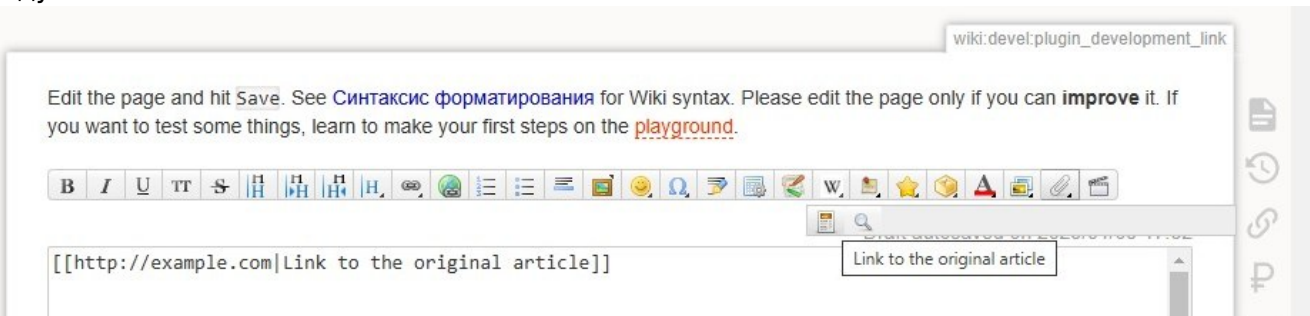 wiki:devel:plugin_development_link
Edit the page and hit Save. See Синтаксис форматирования for Wiki syntax. Please edit the page only if you can improve it. If
you want to test some things, learn to make your first steps on the playground.
B I U TT S H H H H W A
Link to the original article
[[http://example.com|Link to the original article]]